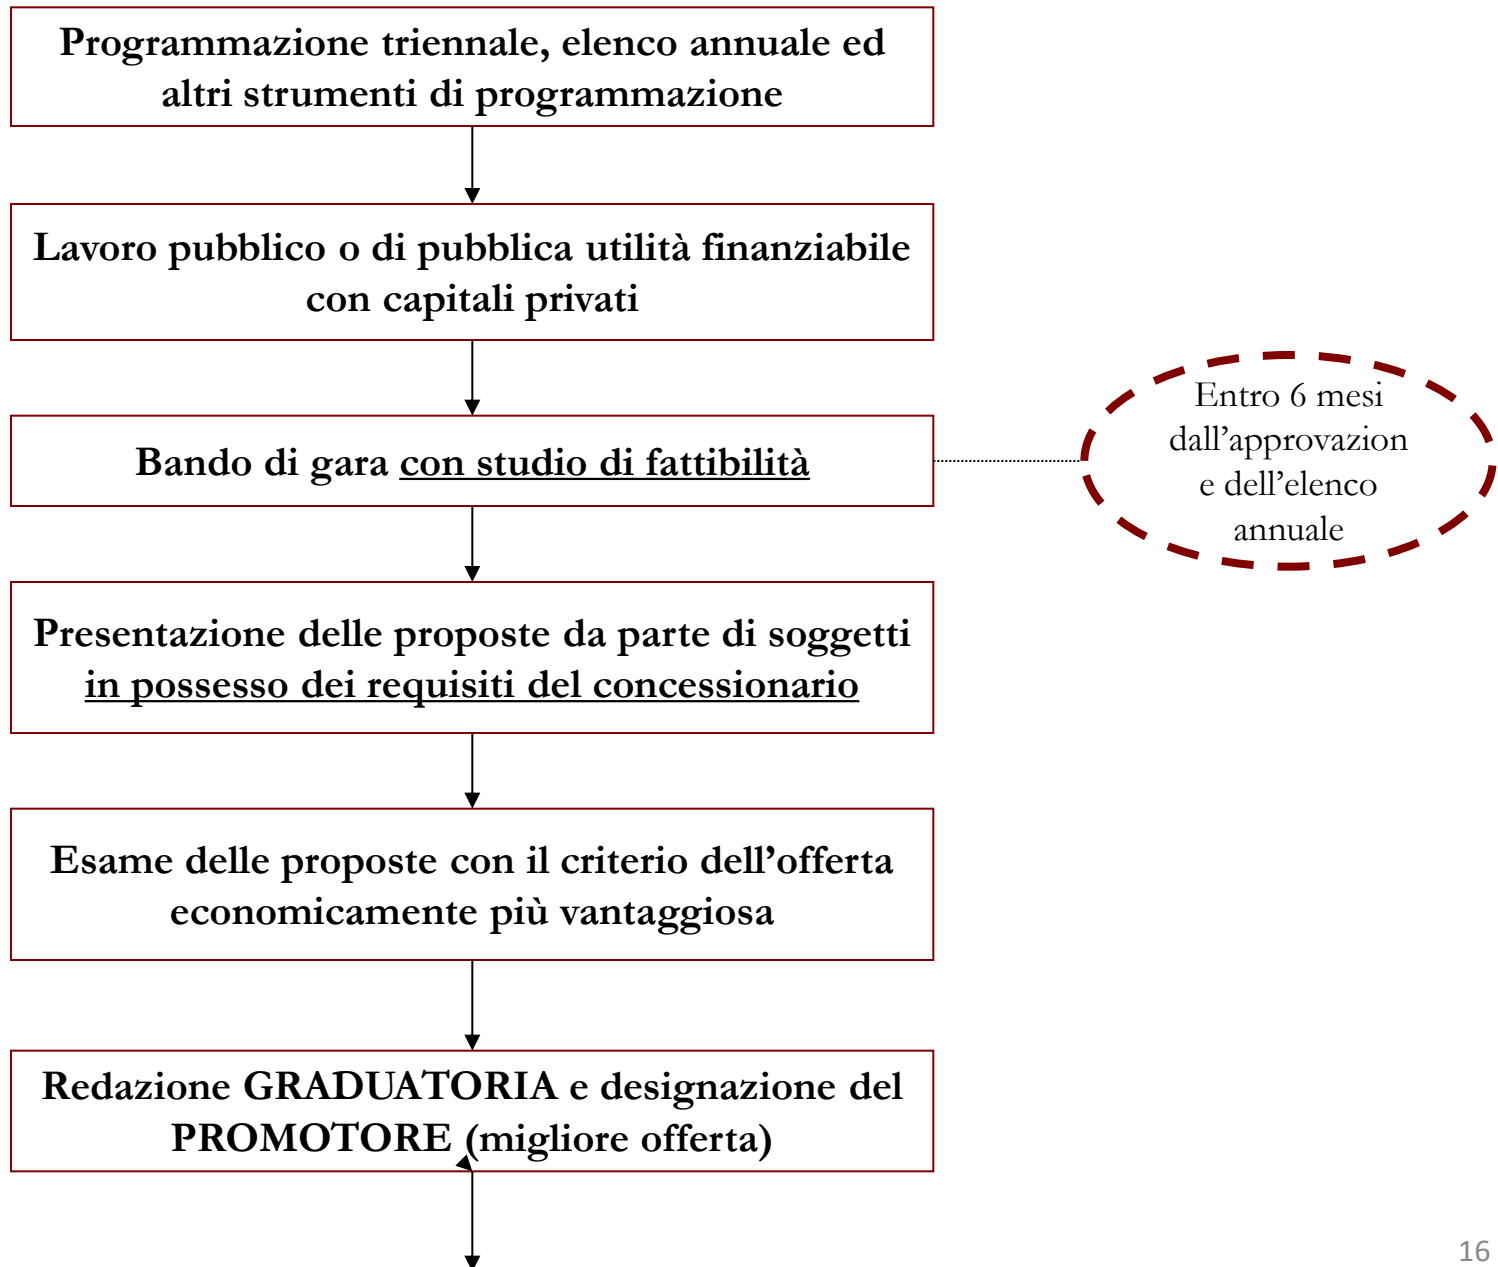 Programmazione triennale, elenco annuale ed
altri strumenti di programmazione
Lavoro pubblico o di pubblica utilità finanziabile
con capitali privati
Bando di gara con studio di fattibilità
Entro 6 mesi
dall’approvazion
e dell’elenco
annuale
Presentazione delle proposte da parte di soggetti
in possesso dei requisiti del concessionario
Esame delle proposte con il criterio dell’offerta
economicamente più vantaggiosa
Redazione GRADUATORIA e designazione del
PROMOTORE (migliore offerta)
16